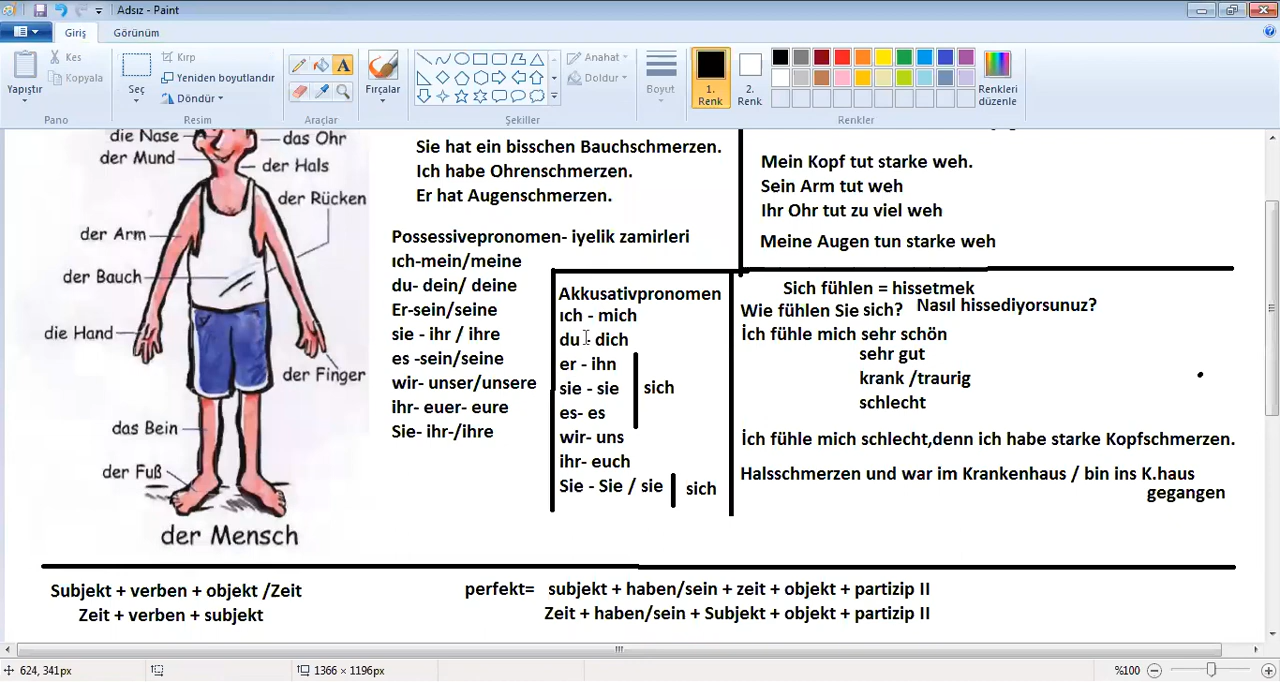 Adsız - Paint
Giriş
Görünüm
Yapıştır
Kes
Kopyala
Pano
Seç
Kırp
Yeniden boyutlandır
Döndür
Resim
Araçlar
Fırçalar
Anahat
Doldur
Şekiller
Boyut
1.
Renk
2.
Renk
Renkleri
düzenle
Renkler
die Nase
das Ohr
der Mund
der Hals
der Rücken
der Arm
der Bauch
die Hand
der Finger
das Bein
der Fuß
der Mensch
Sie hat ein bisschen Bauchschmerzen.
Ich habe Ohrenschmerzen.
Er hat Augenschmerzen.
Mein Kopf tut starke weh.
Sein Arm tut weh
Ihr Ohr tut zu viel weh
Meine Augen tun starke weh
Possessivepronomen- iyelik zamirleri
ıch-mein/meine
du- dein/ deine
Er-sein/seine
sie - ihr / ihre
es -sein/seine
wir- unser/unsere
ihr- euer- eure
Sie- ihr-/ihre
Akkusativpronomen
ıch - mich
du - dich
er - ihn
sie - sie
es- es
sich
wir- uns
ihr- euch
Sie - Sie / sie
sich
Sich fühlen = hissetmek
Wie fühlen Sie sich? Nasıl hissediyorsunuz?
İch fühle mich sehr schön
sehr gut
krank /traurig
schlecht
İch fühle mich schlecht,denn ich habe starke Kopfschmerzen.
Halsschmerzen und war im Krankenhaus / bin ins K.haus
gegangen
Subjekt + verben + objekt /Zeit
Zeit + verben + subjekt
perfekt= subjekt + haben/sein + zeit + objekt + partizip II
Zeit + haben/sein + Subjekt + objekt + partizip II
624, 341px
1366 × 1196px
%100